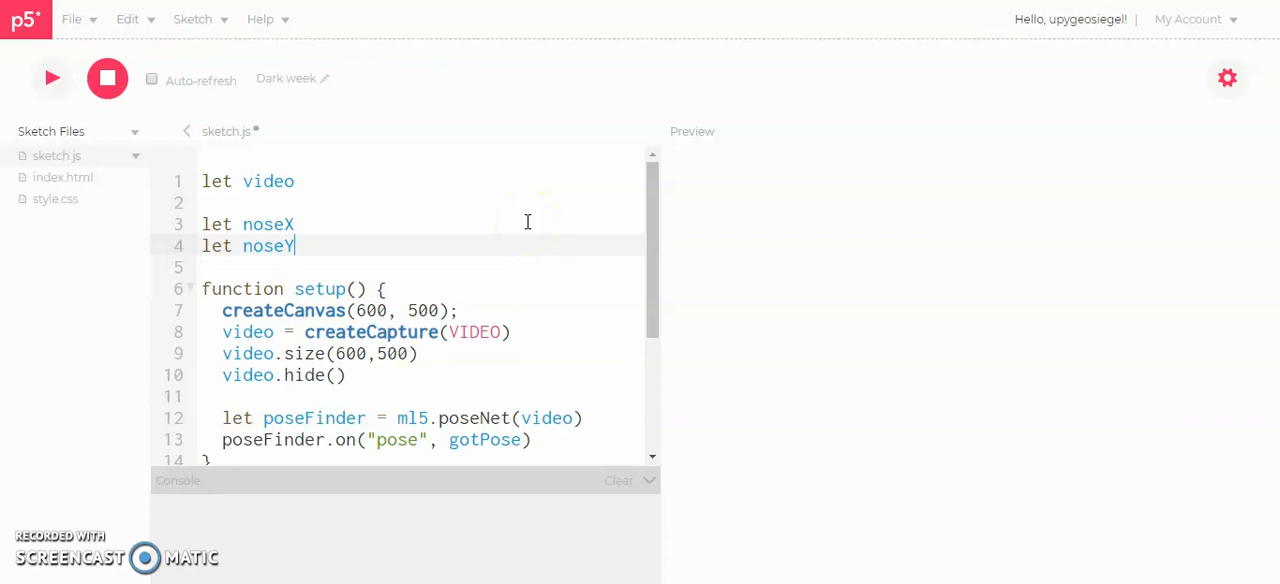 p5* File Edit Sketch Help Hello, upygeosiegel! | My Account
Auto-refresh Dark week
Sketch Files sketch.js Preview
sketch.js
index.html
style.css
1 let video
2
3 let noseX
4 let noseY
5
6 function setup() {
7 createCanvas(600, 500);
8 video = createCapture(VIDEO)
9 video.size(600,500)
10 video.hide()
11
12 let poseFinder = ml5.poseNet(video)
13 poseFinder.on("pose", gotPose)
14 }
Console Clear
RECORDED WITH
SCREENCAST MATIC